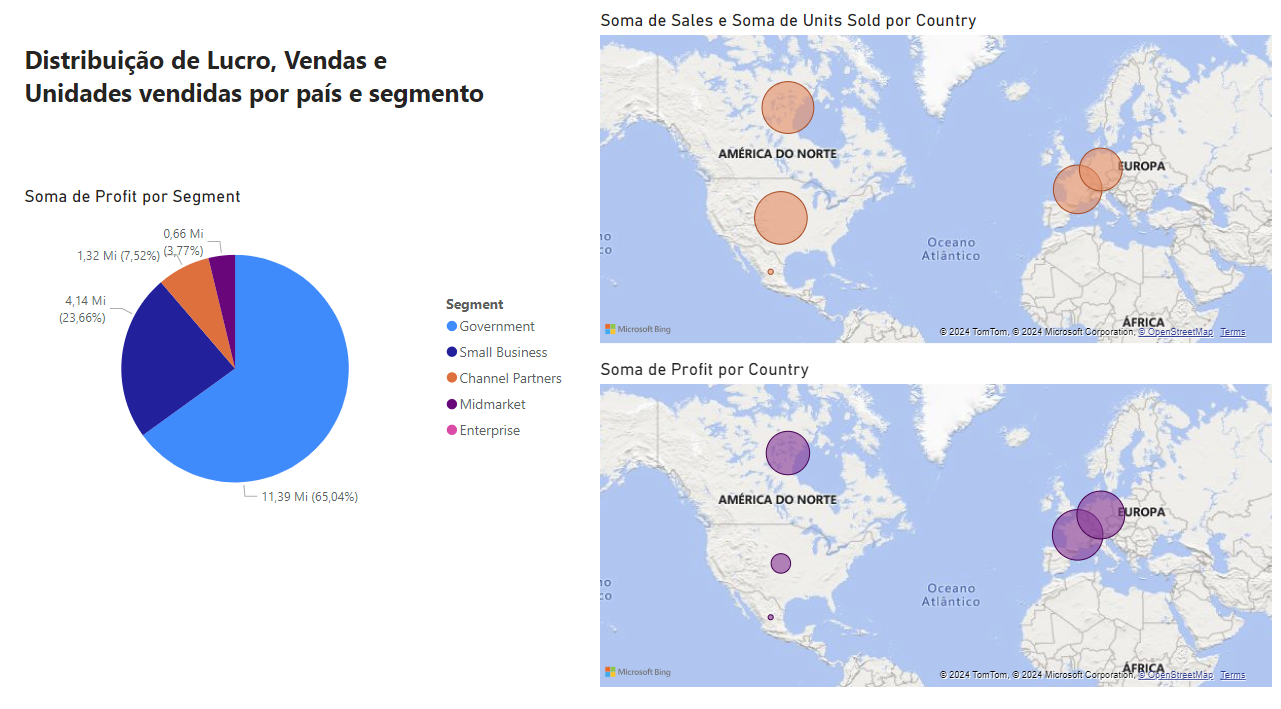 Distribuição de Lucro, Vendas e
Unidades vendidas por país e segmento
Soma de Profit por Segment
0,66 Mi
(3,77%)
1,32 Mi (7,52%)
4,14 Mi
(23,66%)
11,39 Mi (65,04%)
Segment
Government
Small Business
Channel Partners
Midmarket
Enterprise
Soma de Sales e Soma de Units Sold por Country
AMÉRICA DO NORTE
EUROPA
Oceano
Atlântico
ÁFRICA
Microsoft Bing
© 2024 TomTom, © 2024 Microsoft Corporation, © OpenStreetMap Terms
Soma de Profit por Country
AMÉRICA DO NORTE
EUROPA
Oceano
Atlântico
ÁFRICA
Microsoft Bing
© 2024 TomTom, © 2024 Microsoft Corporation, © OpenStreetMap Terms